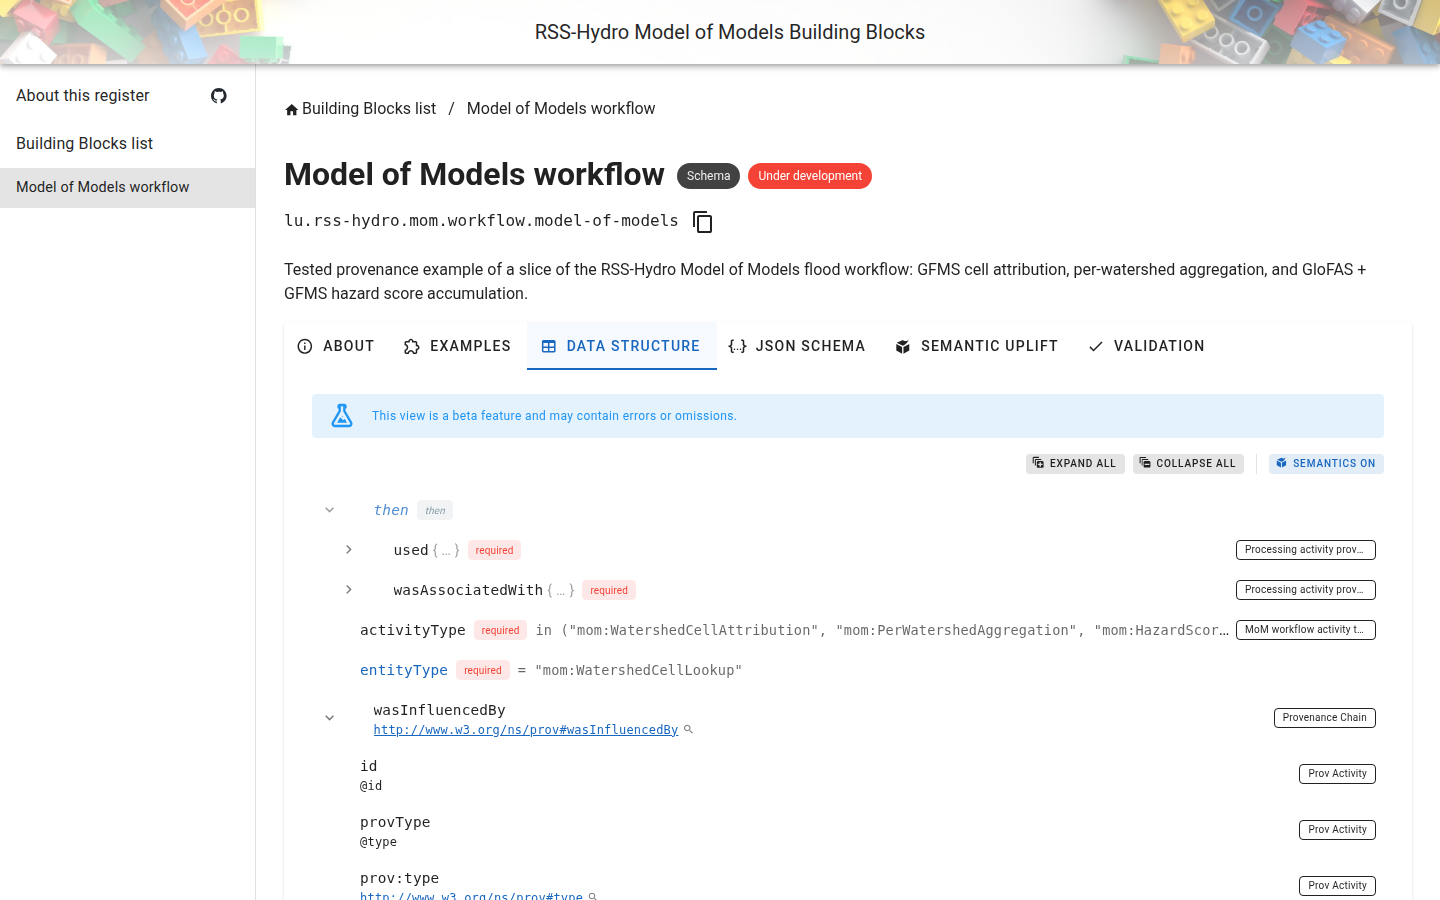 RSS-Hydro Model of Models Building Blocks
About this register
Building Blocks list
Model of Models workflow
Building Blocks list / Model of Models workflow
Model of Models workflow Schema Under development
lu.rss-hydro.mom.workflow.model-of-models
Tested provenance example of a slice of the RSS-Hydro Model of Models flood workflow: GFMS cell attribution, per-watershed aggregation, and GloFAS +
GFMS hazard score accumulation.
ABOUT EXAMPLES DATA STRUCTURE {..} JSON SCHEMA SEMANTIC UPLIFT VALIDATION
This view is a beta feature and may contain errors or omissions.
EXPAND ALL COLLAPSE ALL SEMANTICS ON
then then
used { … } required Processing activity prov…
wasAssociatedWith { … } required Processing activity prov…
activityType required in ("mom:WatershedCellAttribution", "mom:PerWatershedAggregation", "mom:HazardScor… MoM workflow activity t…
entityType required = "mom:WatershedCellLookup"
wasInfluencedBy Provenance Chain
http://www.w3.org/ns/prov#wasInfluencedBy
id Prov Activity
@id
provType Prov Activity
@type
prov:type Prov Activity
http://www.w3.org/ns/prov#type